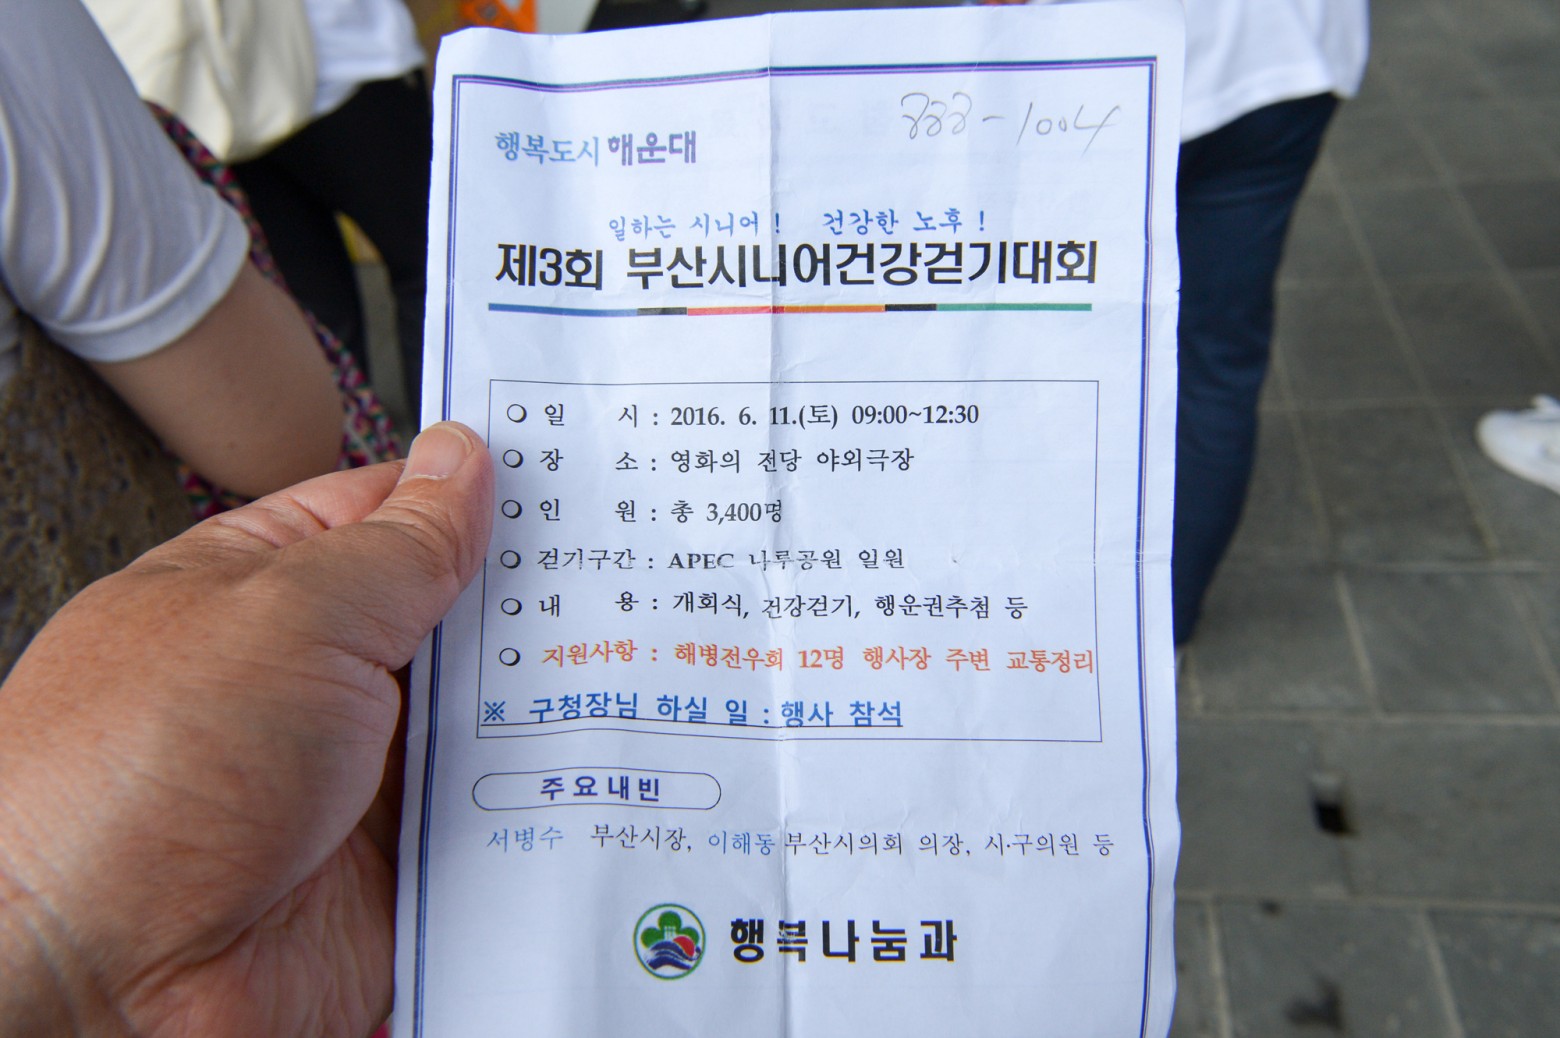 행복도시 해운대
일하는 시니어! 건강한 노후!
제3회 부산시니어건강걷기대회
❍ 일 시 : 2016. 6. 11.(토) 09:00~12:30
❍ 장 소 : 영화의 전당 야외극장
❍ 인 원 : 총 3,400명
❍ 걷기구간 : APEC 나루공원 일원
❍ 내 용 : 개회식, 건강걷기, 행운권추첨 등
❍ 지원사항 : 해병전우회 12명 행사장 주변 교통정리
※ 구청장님 하실 일 : 행사 참석
주요내빈
서병수 부산시장, 이해동 부산시의회 의장, 시·구의원 등
행복나눔과